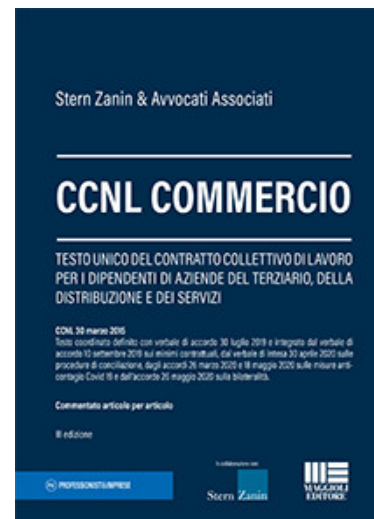 Stern Zanin & Avvocati Associati
CCNL COMMERCIO
TESTO UNICO DEL CONTRATTO COLLETTIVO DI LAVORO
PER I DIPENDENTI DI AZIENDE DEL TERZIARIO, DELLA
DISTRIBUZIONE E DEI SERVIZI
CCNL 30 marzo 2015
Testo coordinato definito con verbale di accordo 30 luglio 2019 e integrato dal verbale di
accordo 10 settembre 2019 sui minimi contrattuali, dal verbale di intesa 30 aprile 2020 sulle
procedure di conciliazione, dagli accordi 26 marzo 2020 e 18 maggio 2020 sulle misure anti-
contagio Covid 19 e dall'accordo 26 maggio 2020 sulla bilateralità.
Commentato articolo per articolo
III edizione
PROFESSIONISTI&IMPRESE
In collaborazione con
Stern Zanin
MAGGIOLI
EDITORE